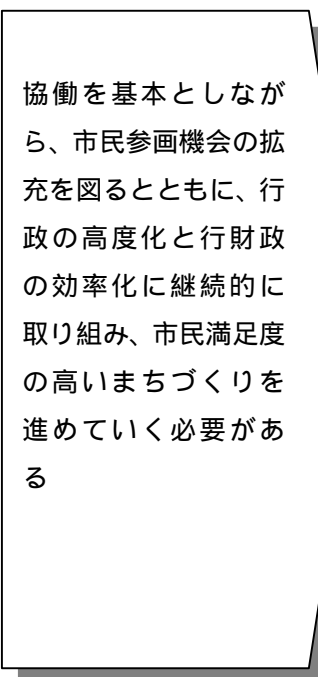 協働を基本としなが
ら、市民参画機会の拡
充を図るとともに、行
政の高度化と行財政
の効率化に継続的に
取り組み、市民満足度
の高いまちづくりを
進めていく必要があ
る